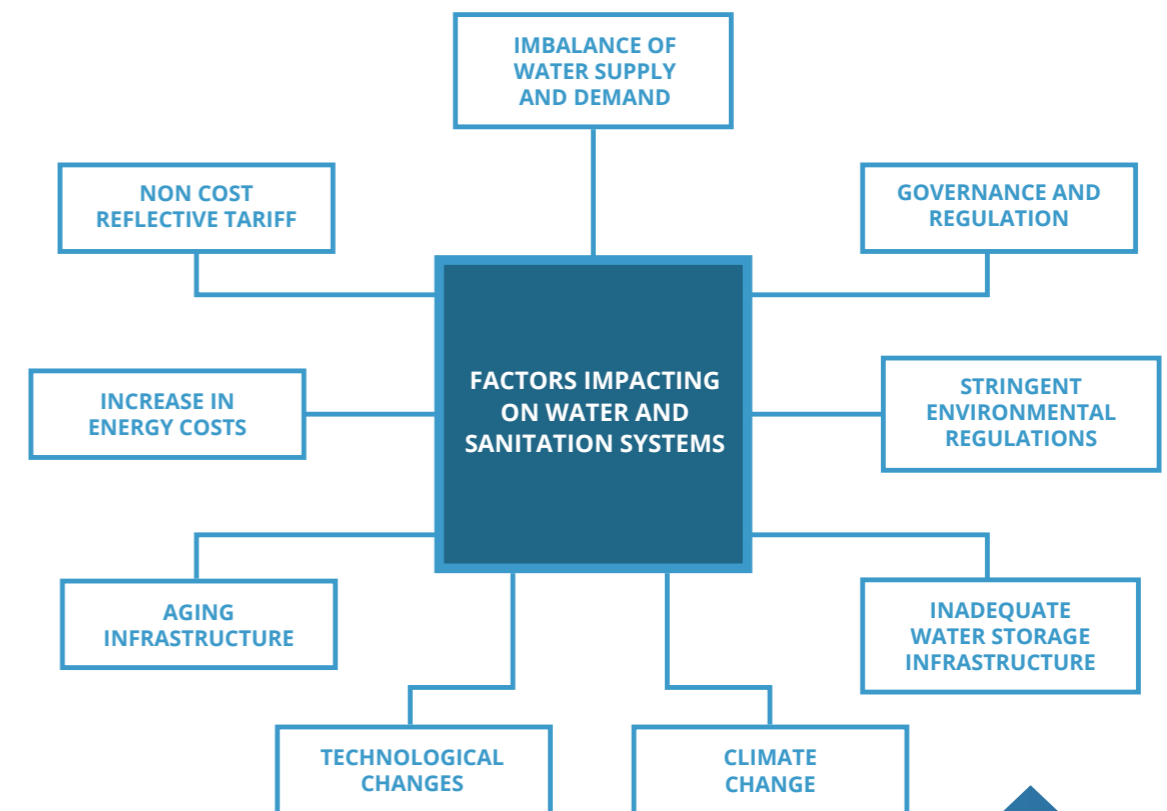 IMBALANCE OF
WATER SUPPLY
AND DEMAND
NON COST
REFLECTIVE TARIFF
GOVERNANCE AND
REGULATION
INCREASE IN
ENERGY COSTS
FACTORS IMPACTING
ON WATER AND
SANITATION SYSTEMS
STRINGENT
ENVIRONMENTAL
REGULATIONS
AGING
INFRASTRUCTURE
INADEQUATE
WATER STORAGE
INFRASTRUCTURE
TECHNOLOGICAL
CHANGES
CLIMATE
CHANGE